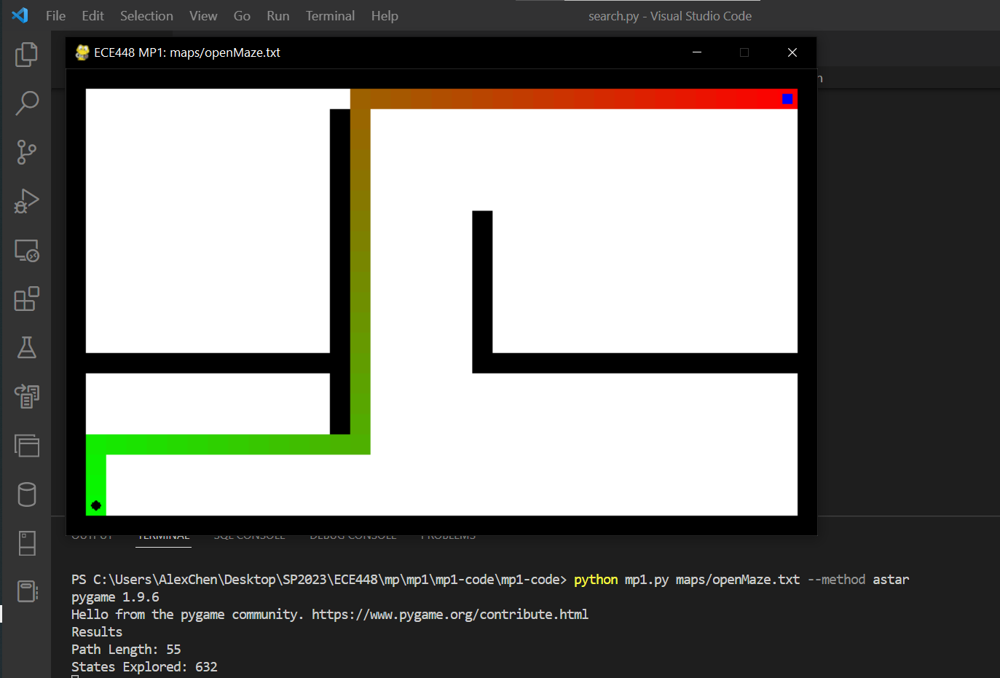 File Edit Selection View Go Run Terminal Help search.py - Visual Studio Code
ECE448 MP1: maps/openMaze.txt
n
OUTPUT TERMINAL SQL CONSOLE DEBUG CONSOLE PROBLEMS
PS C:\Users\AlexChen\Desktop\SP2023\ECE448\mp\mp1\mp1-code\mp1-code> python mp1.py maps/openMaze.txt --method astar
pygame 1.9.6
Hello from the pygame community. https://www.pygame.org/contribute.html
Results
Path Length: 55
States Explored: 632